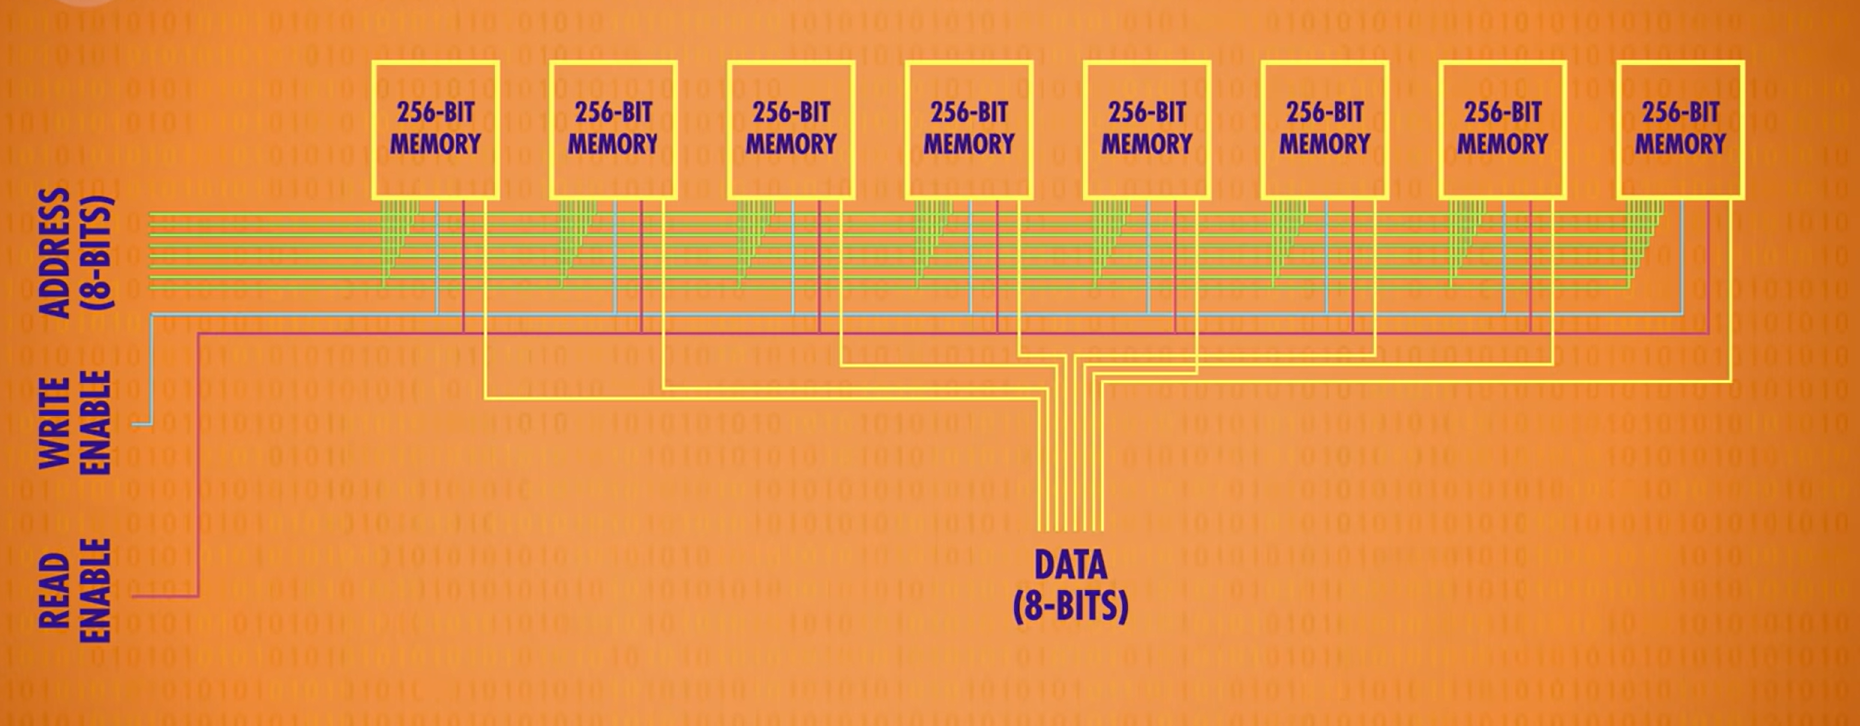 256-BIT
MEMORY
256-BIT
MEMORY
256-BIT
MEMORY
256-BIT
MEMORY
256-BIT
MEMORY
256-BIT
MEMORY
256-BIT
MEMORY
256-BIT
MEMORY
ADDRESS
(8-BITS)
WRITE
ENABLE
READ
ENABLE
DATA
(8-BITS)